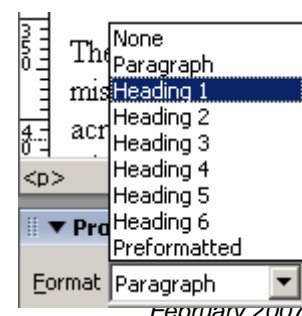 None
Paragraph
Heading 1
Heading 2
Heading 3
Heading 4
Heading 5
Heading 6
Preformatted
The
mis
acr
<p>
Pro
Format Paragraph
February 2007